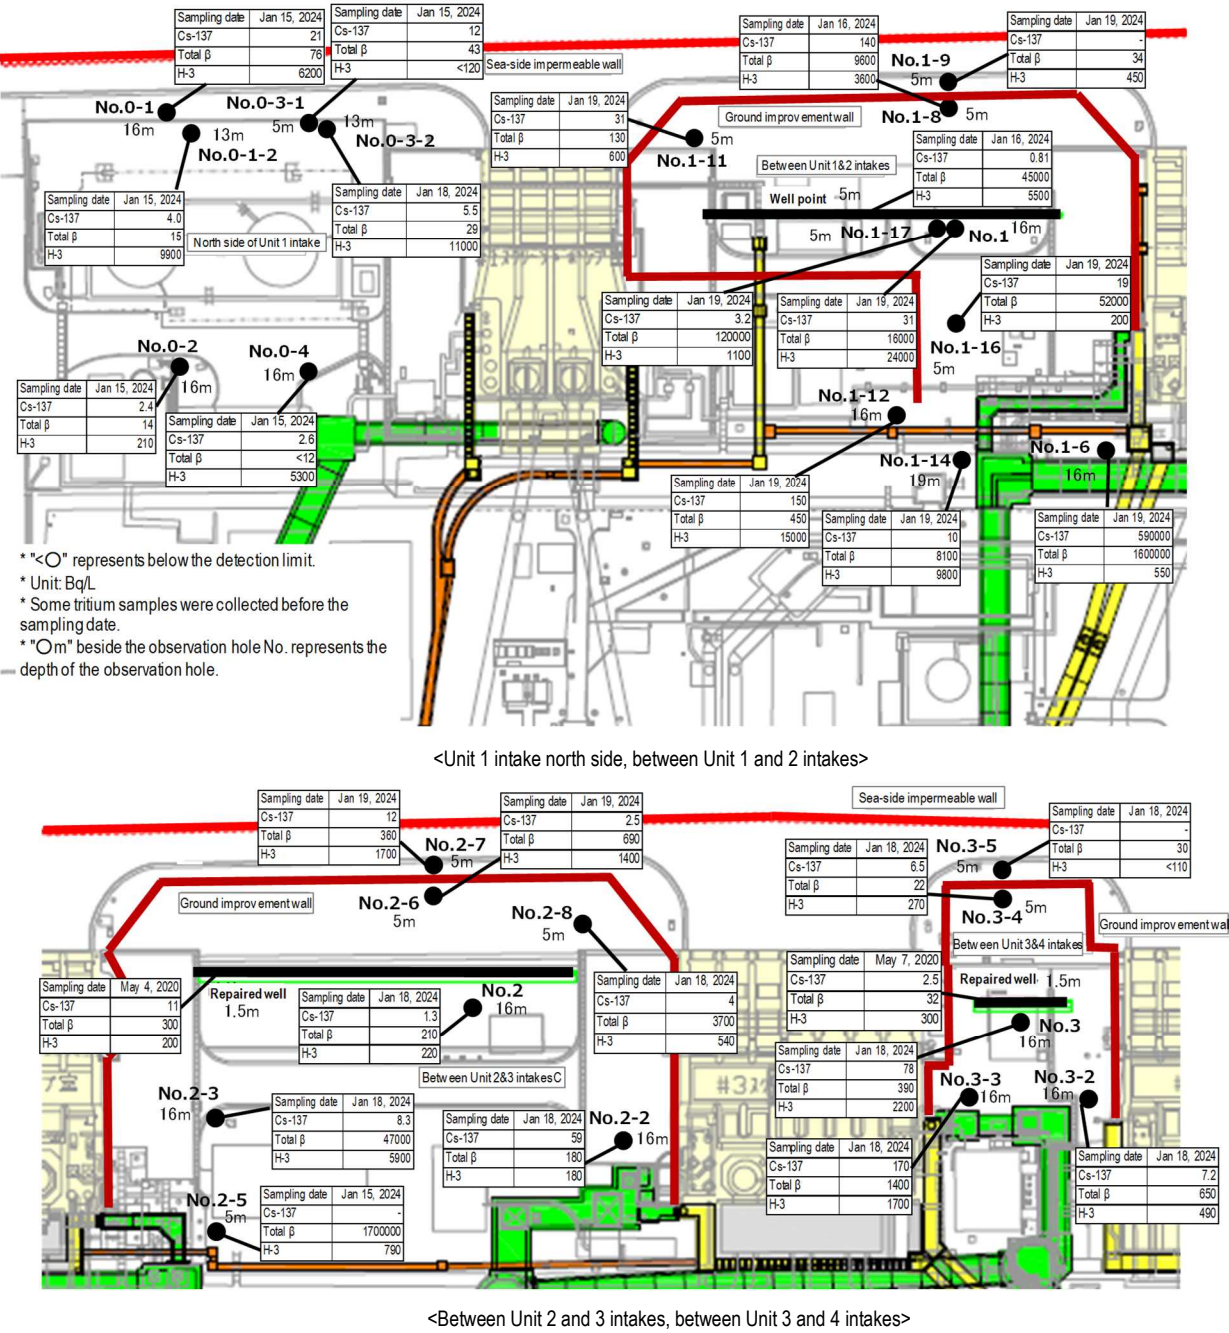 Sampling date Jan 15, 2024
Cs-137 21
Total β 76
H-3 6200
Sampling date Jan 15, 2024
Cs-137 12
Total β 43
H-3 <120
Sea-side impermeable wall
Sampling date Jan 16, 2024
Cs-137 140
Total β 9600
H-3 3600
Sampling date Jan 19, 2024
Cs-137 -
Total β 34
H-3 450
No.0-1
16m
No.0-3-1
5m
13m
No.0-1-2
13m
No.0-3-2
Sampling date Jan 19, 2024
Cs-137 31
Total β 130
H-3 600
5m
No.1-11
Ground improvement wall
No.1-9
5m
No.1-8
5m
Between Unit 1&2 intakes
Sampling date Jan 16, 2024
Cs-137 0.81
Total β 45000
H-3 5500
Well point 5m
Sampling date Jan 15, 2024
Cs-137 4.0
Total β 15
H-3 9900
North side of Unit 1 intake
Sampling date Jan 18, 2024
Cs-137 5.5
Total β 29
H-3 11000
5m No.1-17
No.1 16m
Sampling date Jan 19, 2024
Cs-137 3.2
Total β 120000
H-3 1100
Sampling date Jan 19, 2024
Cs-137 31
Total β 16000
H-3 24000
Sampling date Jan 19, 2024
Cs-137 19
Total β 52000
H-3 200
No.1-16
5m
No.0-2
16m
No.0-4
16m
Sampling date Jan 15, 2024
Cs-137 2.4
Total β 14
H-3 210
Sampling date Jan 15, 2024
Cs-137 2.6
Total β <12
H-3 5300
No.1-12
16m
No.1-14
19m
No.1-6
16m
Sampling date Jan 19, 2024
Cs-137 150
Total β 450
H-3 15000
Sampling date Jan 19, 2024
Cs-137 10
Total β 8100
H-3 9800
Sampling date Jan 19, 2024
Cs-137 590000
Total β 1600000
H-3 550
* "<○" represents below the detection limit.
* Unit: Bq/L
* Some tritium samples were collected before the
sampling date.
* "○m" beside the observation hole No. represents the
depth of the observation hole.
<Unit 1 intake north side, between Unit 1 and 2 intakes>
Sampling date Jan 19, 2024
Cs-137 12
Total β 360
H-3 1700
Sampling date Jan 19, 2024
Cs-137 2.5
Total β 690
H-3 1400
Sea-side impermeable wall
Sampling date Jan 18, 2024
Cs-137 -
Total β 30
H-3 <110
No.2-7
5m
Sampling date Jan 18, 2024
Cs-137 6.5
Total β 22
H-3 270
No.3-5
5m
Ground improvement wall
No.2-6
5m
No.2-8
5m
No.3-4
5m
Ground improvement wal
Between Unit 3&4 intakes
Sampling date May 4, 2020
Cs-137 11
Total β 300
H-3 200
Repaired well
1.5m
Sampling date Jan 18, 2024
Cs-137 1.3
Total β 210
H-3 220
No.2
16m
Sampling date Jan 18, 2024
Cs-137 4
Total β 3700
H-3 540
Sampling date May 7, 2020
Cs-137 2.5
Total β 32
H-3 300
Repaired well 1.5m
No.3
16m
Between Unit 2&3 intakes C
Sampling date Jan 18, 2024
Cs-137 78
Total β 390
H-3 2200
No.3-3
16m
No.3-2
16m
#3
No.2-3
16m
Sampling date Jan 18, 2024
Cs-137 8.3
Total β 47000
H-3 5900
Sampling date Jan 18, 2024
Cs-137 59
Total β 180
H-3 180
No.2-2
16m
Sampling date Jan 18, 2024
Cs-137 170
Total β 1400
H-3 1700
Sampling date Jan 18, 2024
Cs-137 7.2
Total β 650
H-3 490
No.2-5
5m
Sampling date Jan 15, 2024
Cs-137 -
Total β 1700000
H-3 790
<Between Unit 2 and 3 intakes, between Unit 3 and 4 intakes>